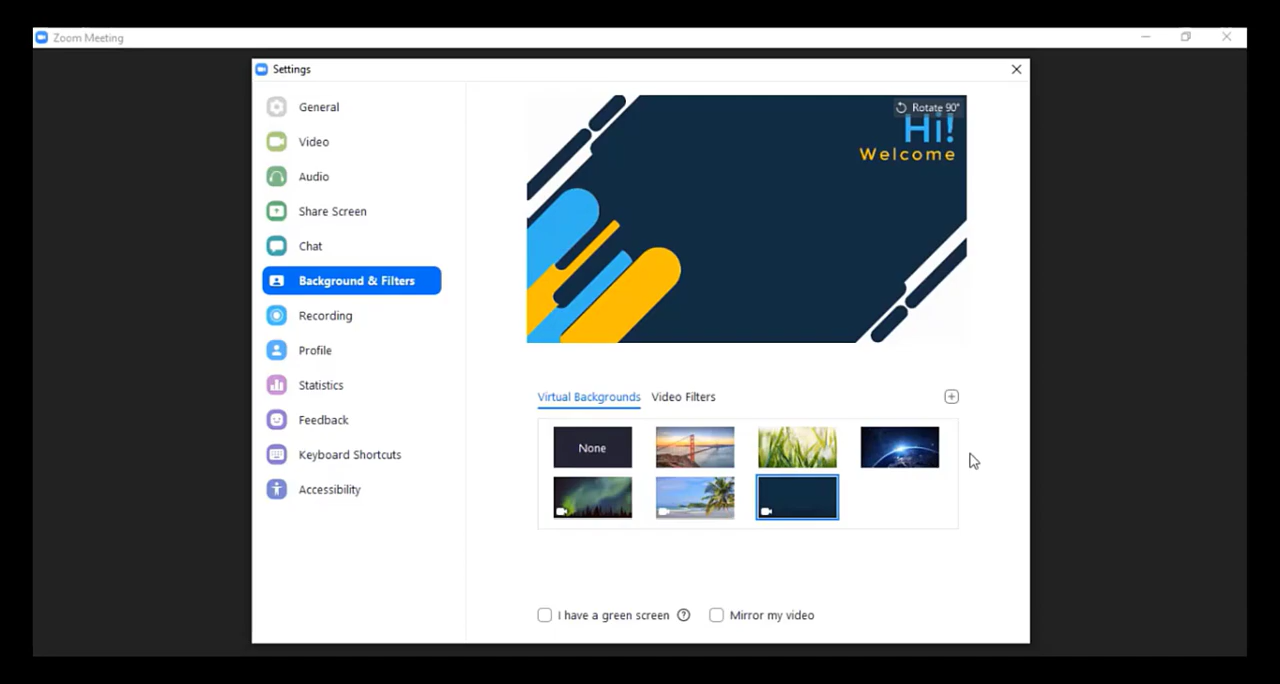 Zoom Meeting
Settings
General
Video
Audio
Share Screen
Chat
Background & Filters
Recording
Profile
Statistics
Feedback
Keyboard Shortcuts
Accessibility
Rotate 90°
Hi!
Welcome
Virtual Backgrounds Video Filters
None
I have a green screen Mirror my video